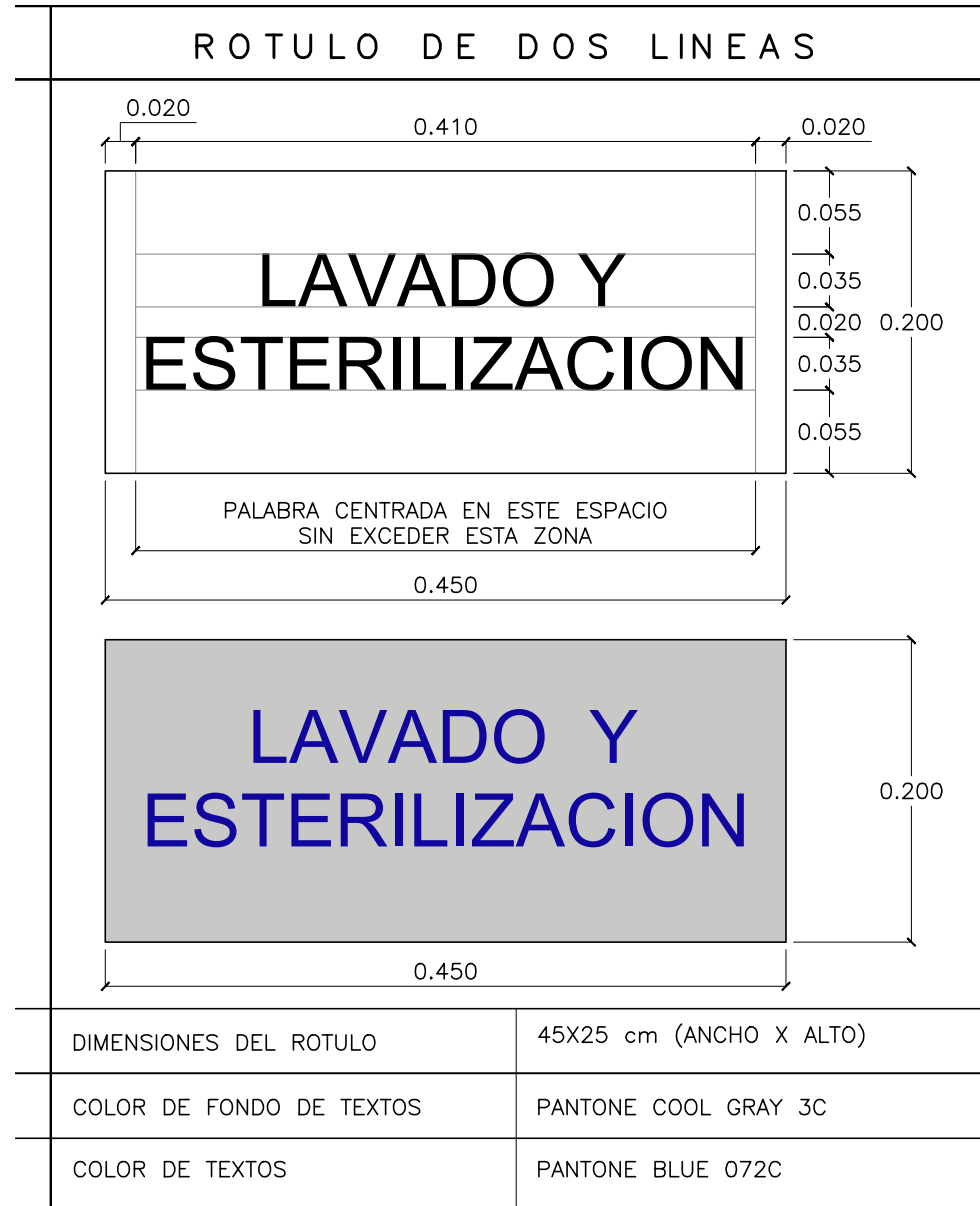 ROTULO DE DOS LINEAS
0.020
0.410
0.020
0.055
LAVADO Y
0.035
0.020 0.200
ESTERILIZACION
0.035
0.055
PALABRA CENTRADA EN ESTE ESPACIO
SIN EXCEDER ESTA ZONA
0.450
LAVADO Y
ESTERILIZACION
0.200
0.450
DIMENSIONES DEL ROTULO
45X25 cm (ANCHO X ALTO)
COLOR DE FONDO DE TEXTOS
PANTONE COOL GRAY 3C
COLOR DE TEXTOS
PANTONE BLUE 072C